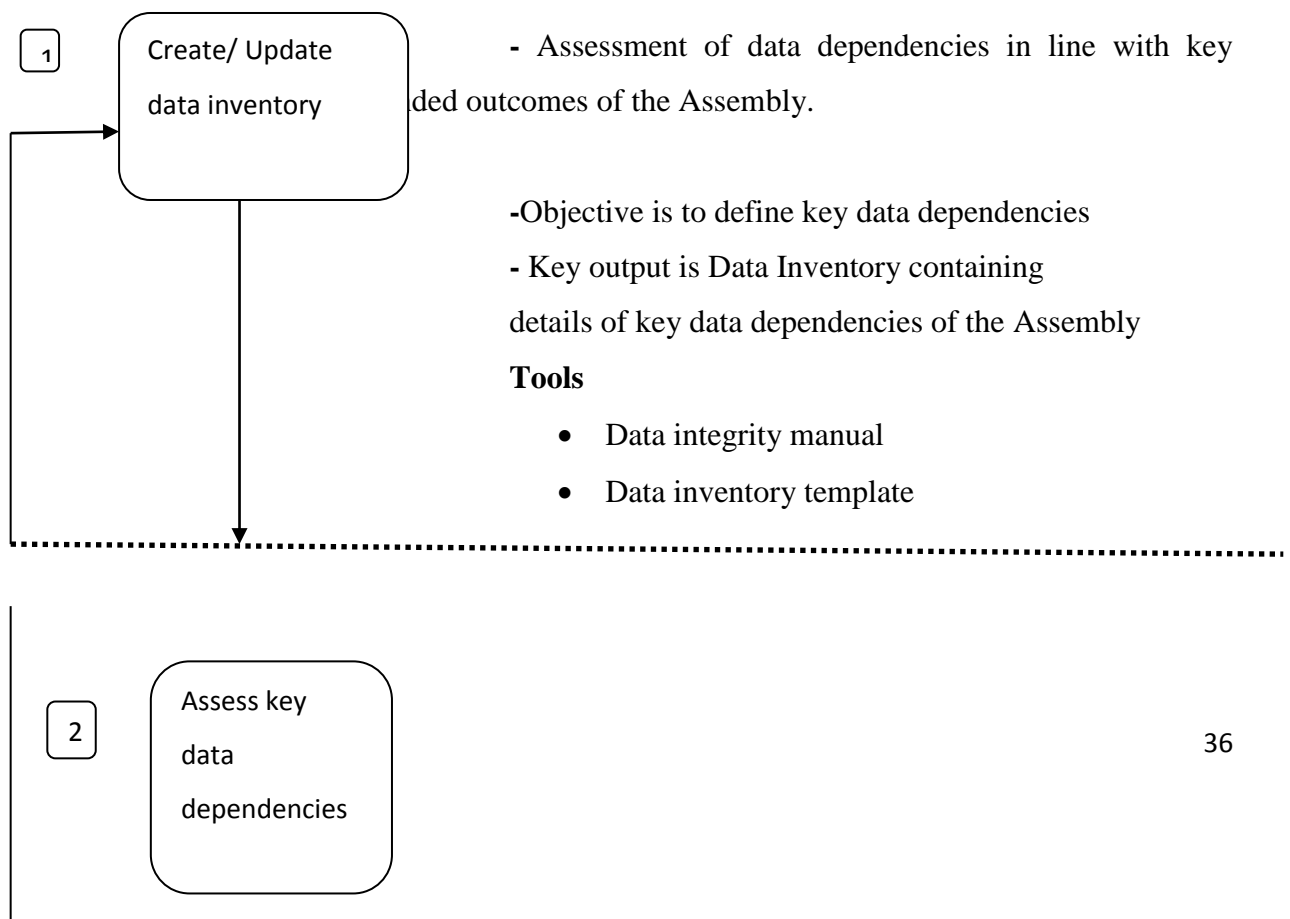 1
Create/ Update
data inventory
- Assessment of data dependencies in line with key
outcomes of the Assembly.
-Objective is to define key data dependencies
- Key output is Data Inventory containing
details of key data dependencies of the Assembly
Tools
• Data integrity manual
• Data inventory template
2
Assess key
data
dependencies
36